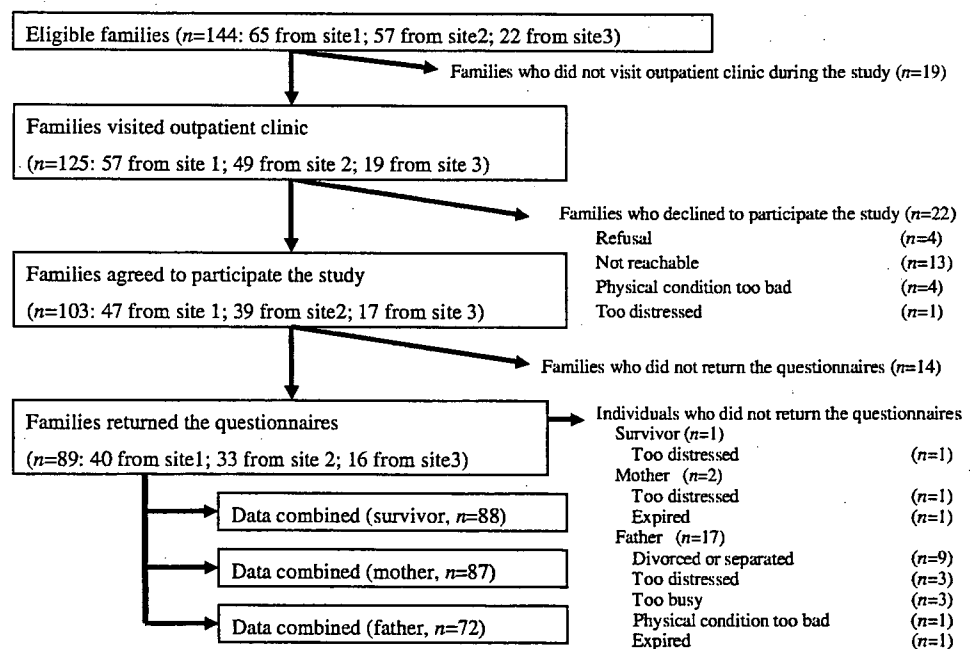 Eligible families (n=144: 65 from site1; 57 from site2; 22 from site3)
Families who did not visit outpatient clinic during the study (n=19)
Families visited outpatient clinic
(n=125: 57 from site 1; 49 from site 2; 19 from site 3)
Families who declined to participate the study (n=22)
Refusal (n=4)
Not reachable (n=13)
Physical condition too bad (n=4)
Too distressed (n=1)
Families agreed to participate the study
(n=103: 47 from site 1; 39 from site2; 17 from site 3)
Families who did not return the questionnaires (n=14)
Families returned the questionnaires
(n=89: 40 from site1; 33 from site 2; 16 from site3)
Individuals who did not return the questionnaires
Survivor (n=1)
Too distressed (n=1)
Mother (n=2)
Too distressed (n=1)
Expired (n=1)
Father (n=17)
Divorced or separated (n=9)
Too distressed (n=3)
Too busy (n=3)
Physical condition too bad (n=1)
Expired (n=1)
Data combined (survivor, n=88)
Data combined (mother, n=87)
Data combined (father, n=72)